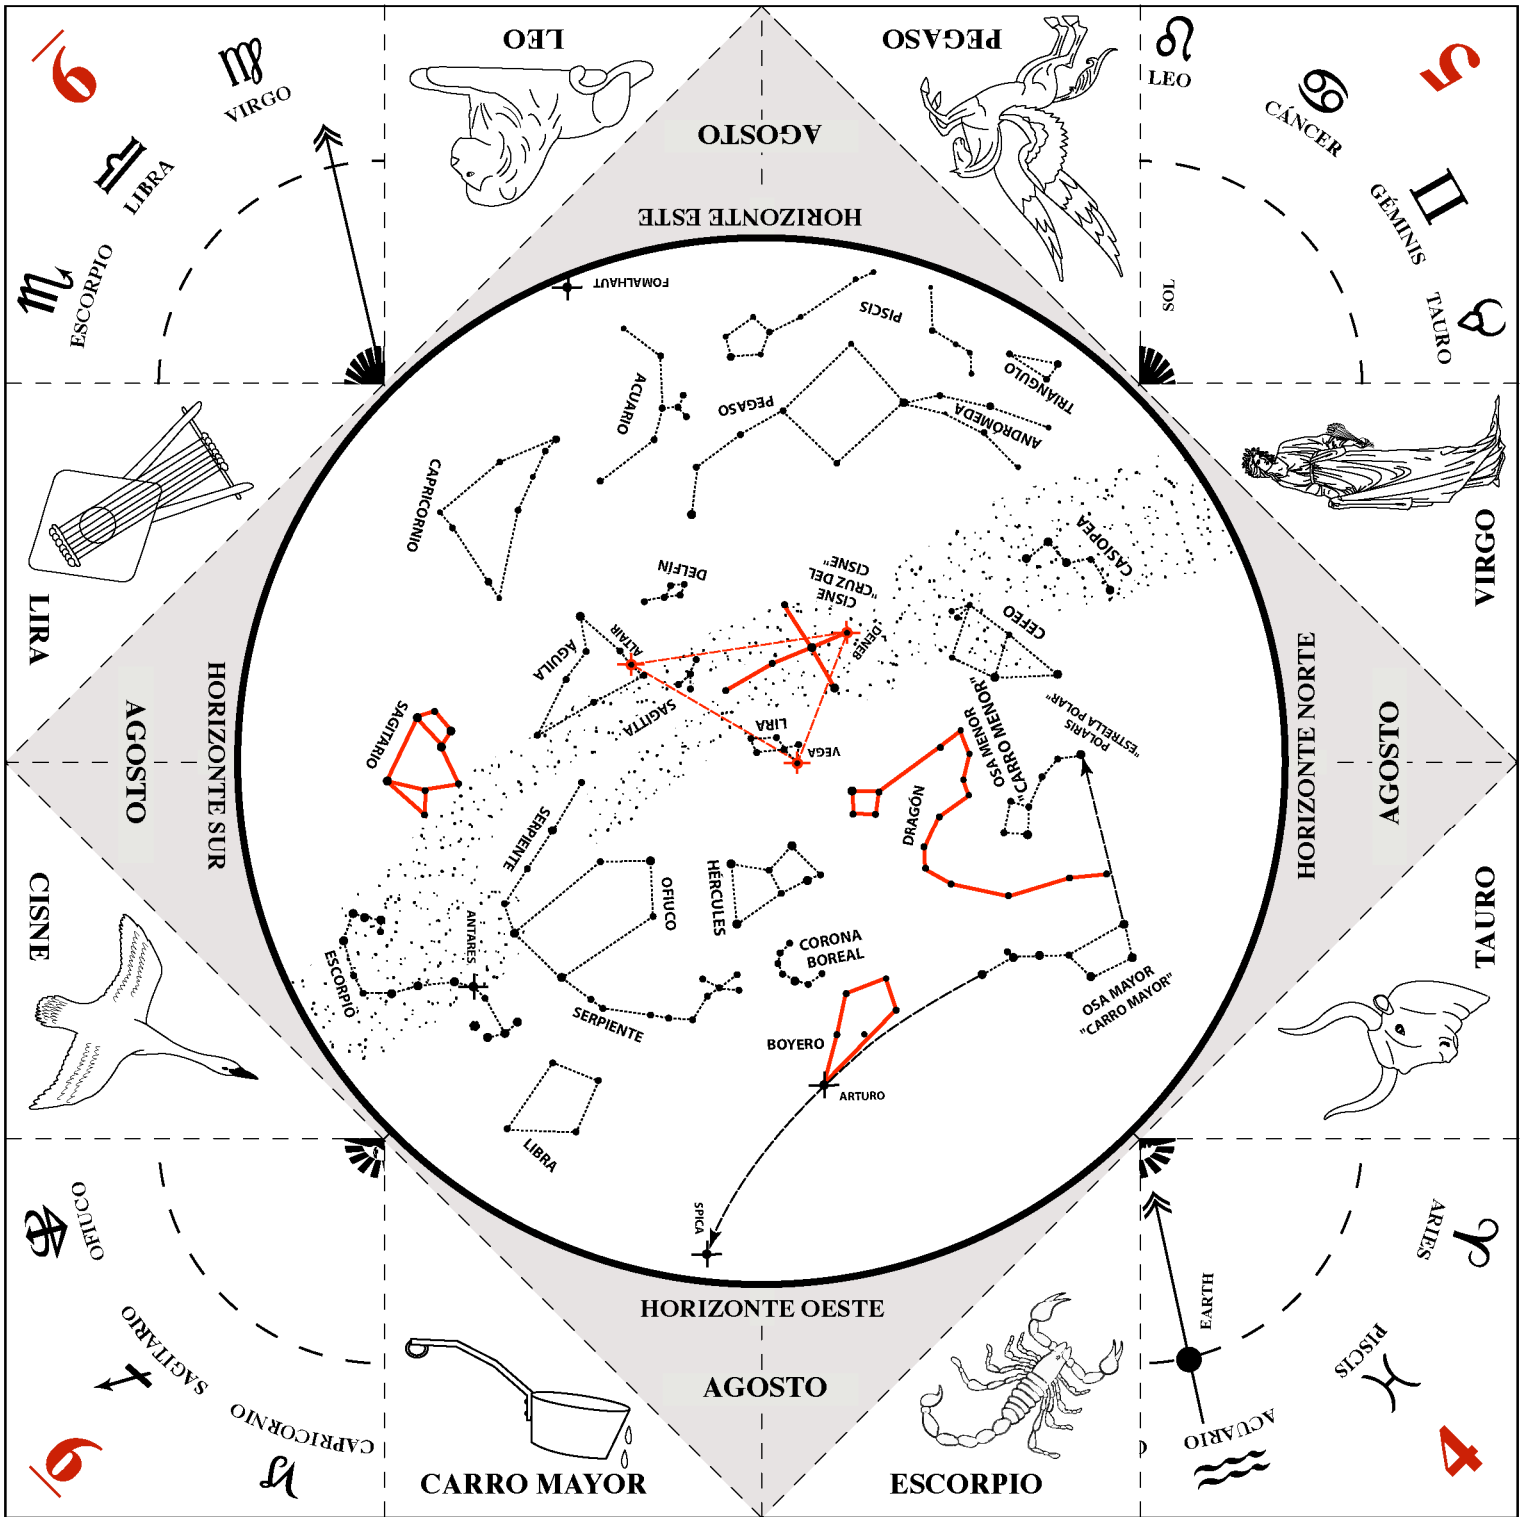 6
VIRGO
LIBRA
ESCORPIO
LEO
PEGASO
LEO
CÁNCER
GÉMINIS
TAURO
SOL
5
AGOSTO
HORIZONTE ESTE
FOMALHAUT
PISCIS
TRIÁNGULO
ACUARIO
PEGASO
ANDRÓMEDA
CAPRICORNIO
CASIOPEA
DELFÍN
CISNE
"CRUZ DEL
CISNE"
DENEB
CEFEO
ALTAIR
ÁGUILA
SAGITTA
LIRA
VEGA
SAGITARIO
OSA MENOR
"CARRO MENOR"
POLARIS
"ESTRELLA POLAR"
DRAGÓN
SERPIENTE
OFIUCO
HÉRCULES
ANTARES
ESCORPIO
CORONA
BOREAL
SERPIENTE
BOYERO
ARTURO
OSA MAYOR
"CARRO MAYOR"
LIBRA
SPICA
LIRA
AGOSTO
HORIZONTE SUR
CISNE
HORIZONTE NORTE
AGOSTO
VIRGO
TAURO
HORIZONTE OESTE
AGOSTO
OFIUCO
SAGITARIO
CAPRICORNIO
6
CARRO MAYOR
ESCORPIO
EARTH
ACUARIO
PISCIS
ARIES
4